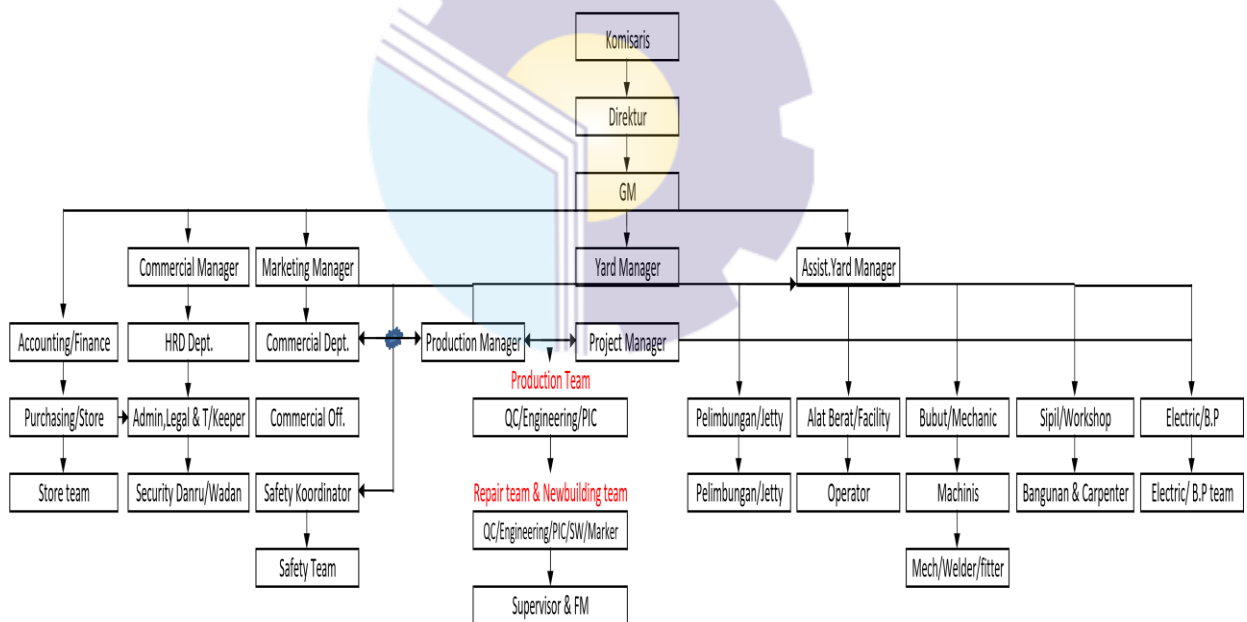 Komisaris
Direktur
GM
Commercial Manager
Marketing Manager
Yard Manager
Assist.Yard Manager
Accounting/Finance
HRD Dept.
Commercial Dept.
Production Manager
Project Manager
Production Team
Purchasing/Store
Admin,Legal & T/Keeper
Commercial Off.
QC/Engineering/PIC
Pelimbungan/Jetty
Alat Berat/Facility
Bubut/Mechanic
Sipil/Workshop
Electric/B.P
Store team
Security Danru/Wadan
Safety Koordinator
Repair team & Newbuilding team
Pelimbungan/Jetty
Operator
Machinis
Bangunan & Carpenter
Electric/ B.P team
QC/Engineering/PIC/SW/Marker
Safety Team
Mech/Welder/fitter
Supervisor & FM